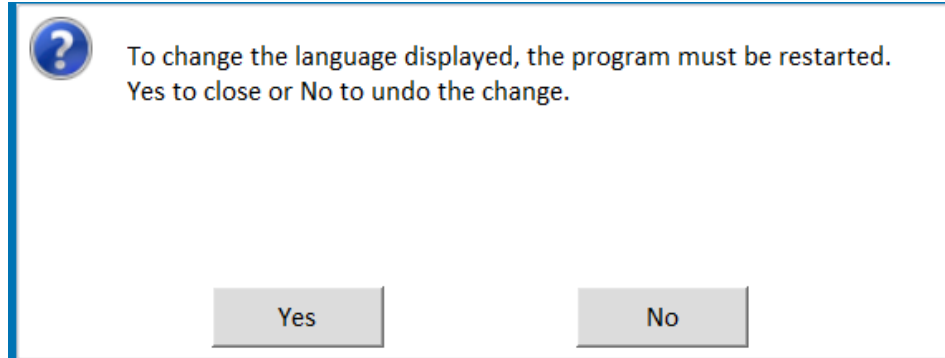 To change the language displayed, the program must be restarted.
Yes to close or No to undo the change.
Yes
No